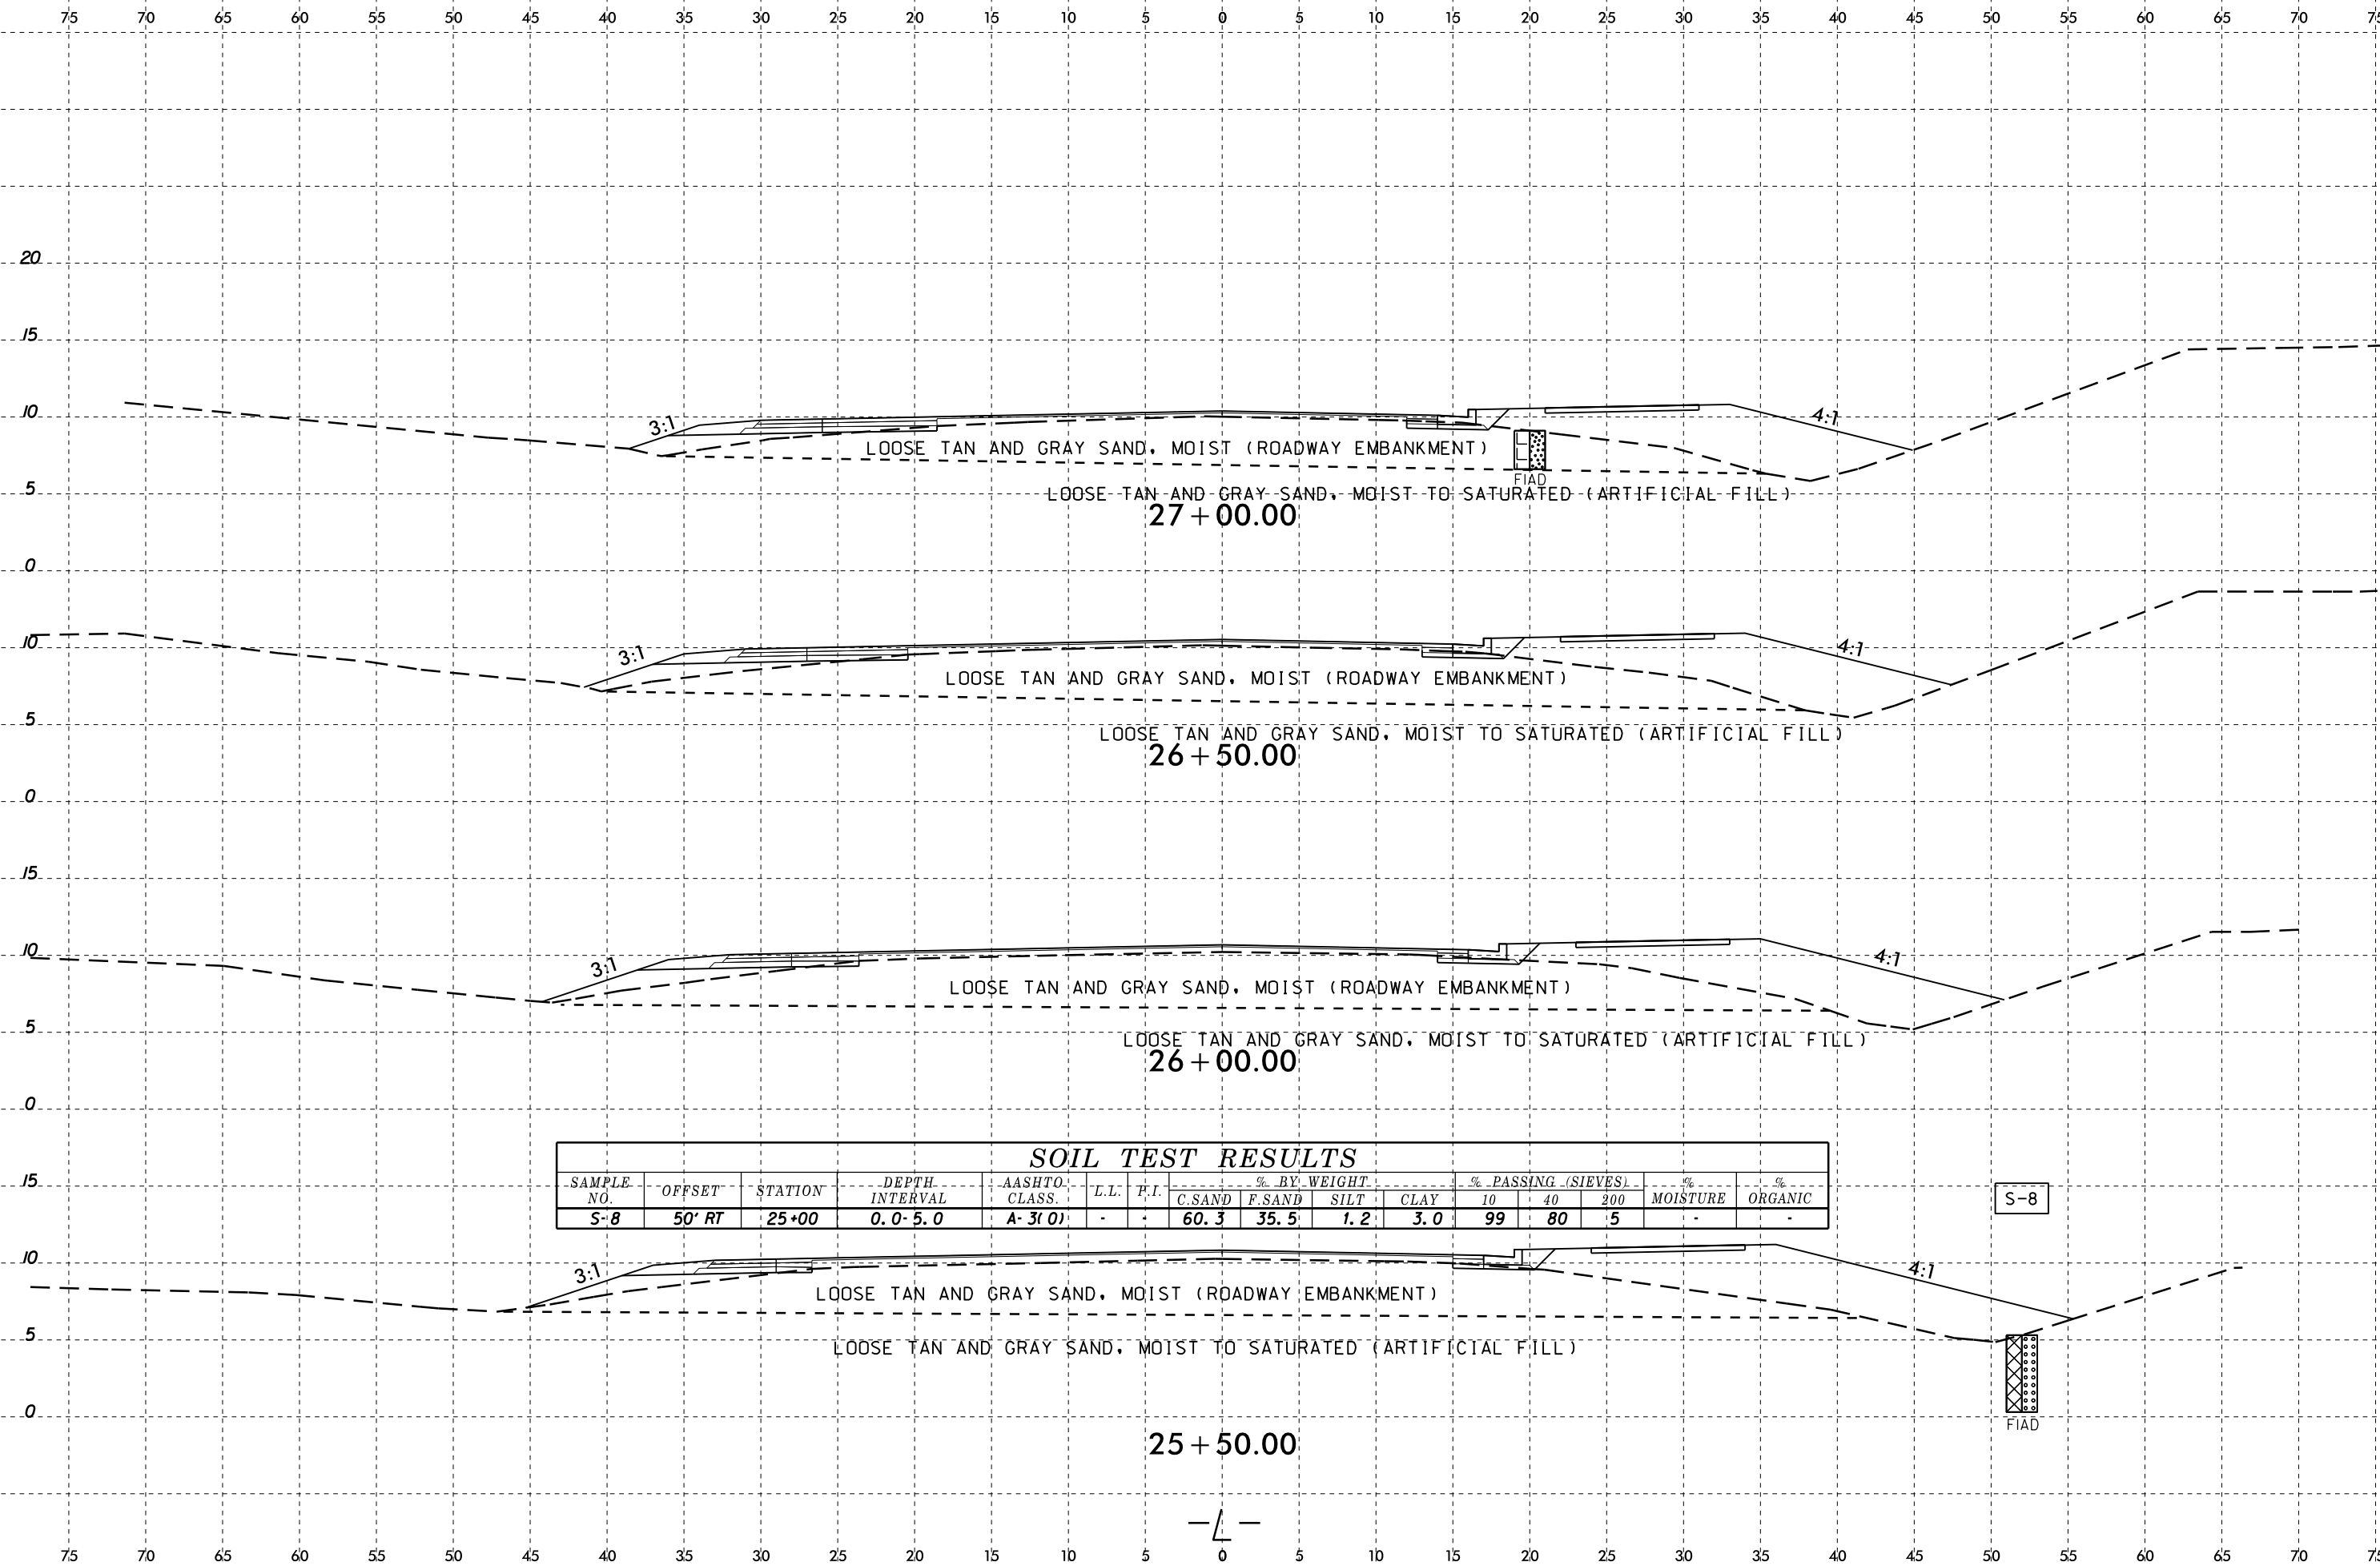 75 70 65 60 55 50 45 40 35 30 25 20 15 10 5 0 5 10 15 20 25 30 35 40 45 50 55 60 65 70
20
15
10
3:1
4:1
LOOSE TAN AND GRAY SAND, MOIST (ROADWAY EMBANKMENT)
FIAD
5
LOOSE TAN AND GRAY SAND, MOIST TO SATURATED (ARTIFICIAL FILL)
27+00.00
0
10
3:1
4:1
LOOSE TAN AND GRAY SAND, MOIST (ROADWAY EMBANKMENT)
5
LOOSE TAN AND GRAY SAND, MOIST TO SATURATED (ARTIFICIAL FILL)
26+50.00
0
15
10
3:1
4:1
LOOSE TAN AND GRAY SAND, MOIST (ROADWAY EMBANKMENT)
5
LOOSE TAN AND GRAY SAND, MOIST TO SATURATED (ARTIFICIAL FILL)
26+00.00
0
SOIL TEST RESULTS
15
SAMPLE NO. OFFSET STATION DEPTH INTERVAL AASHTO CLASS. L.L. P.I. % BY WEIGHT % PASSING (SIEVES) % MOISTURE % ORGANIC
C.SAND F.SAND SILT CLAY 10 40 200
S-8 50' RT 25+00 0.0-5.0 A-3(0) - - 60.3 35.5 1.2 3.0 99 80 5 - -
S-8
10
3:1
4:1
LOOSE TAN AND GRAY SAND, MOIST (ROADWAY EMBANKMENT)
5
LOOSE TAN AND GRAY SAND, MOIST TO SATURATED (ARTIFICIAL FILL)
0
FIAD
25+50.00
-L-
75 70 65 60 55 50 45 40 35 30 25 20 15 10 5 0 5 10 15 20 25 30 35 40 45 50 55 60 65 70